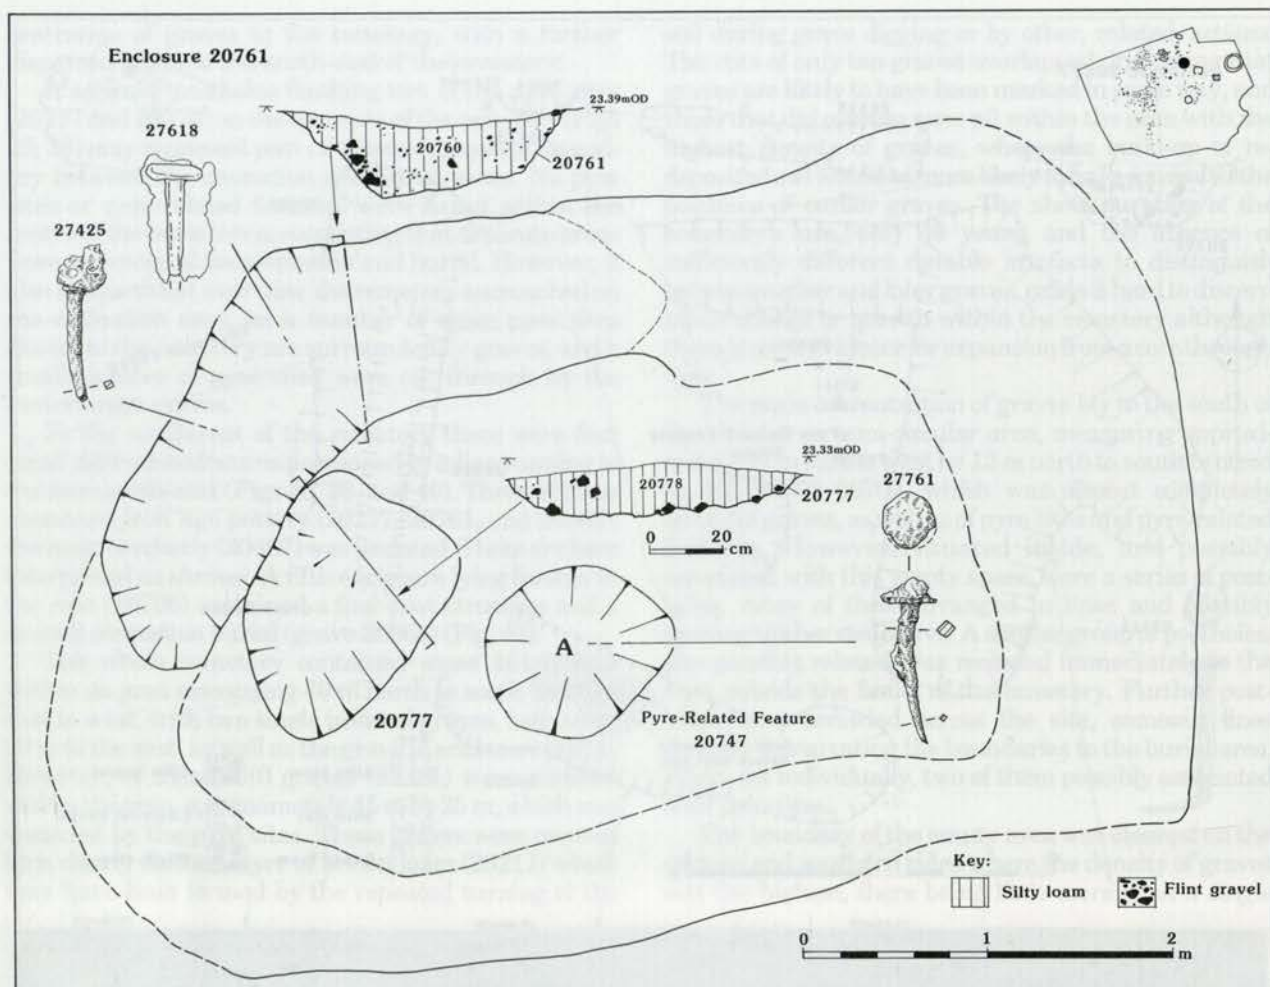 Enclosure 20761
27618
27425
23.39mOD
20760
20761
23.33mOD
20778
20777
0 20
cm
27761
A
20777
Pyre-Related Feature
20747
Key:
Silty loam
Flint gravel
0 1 2
m